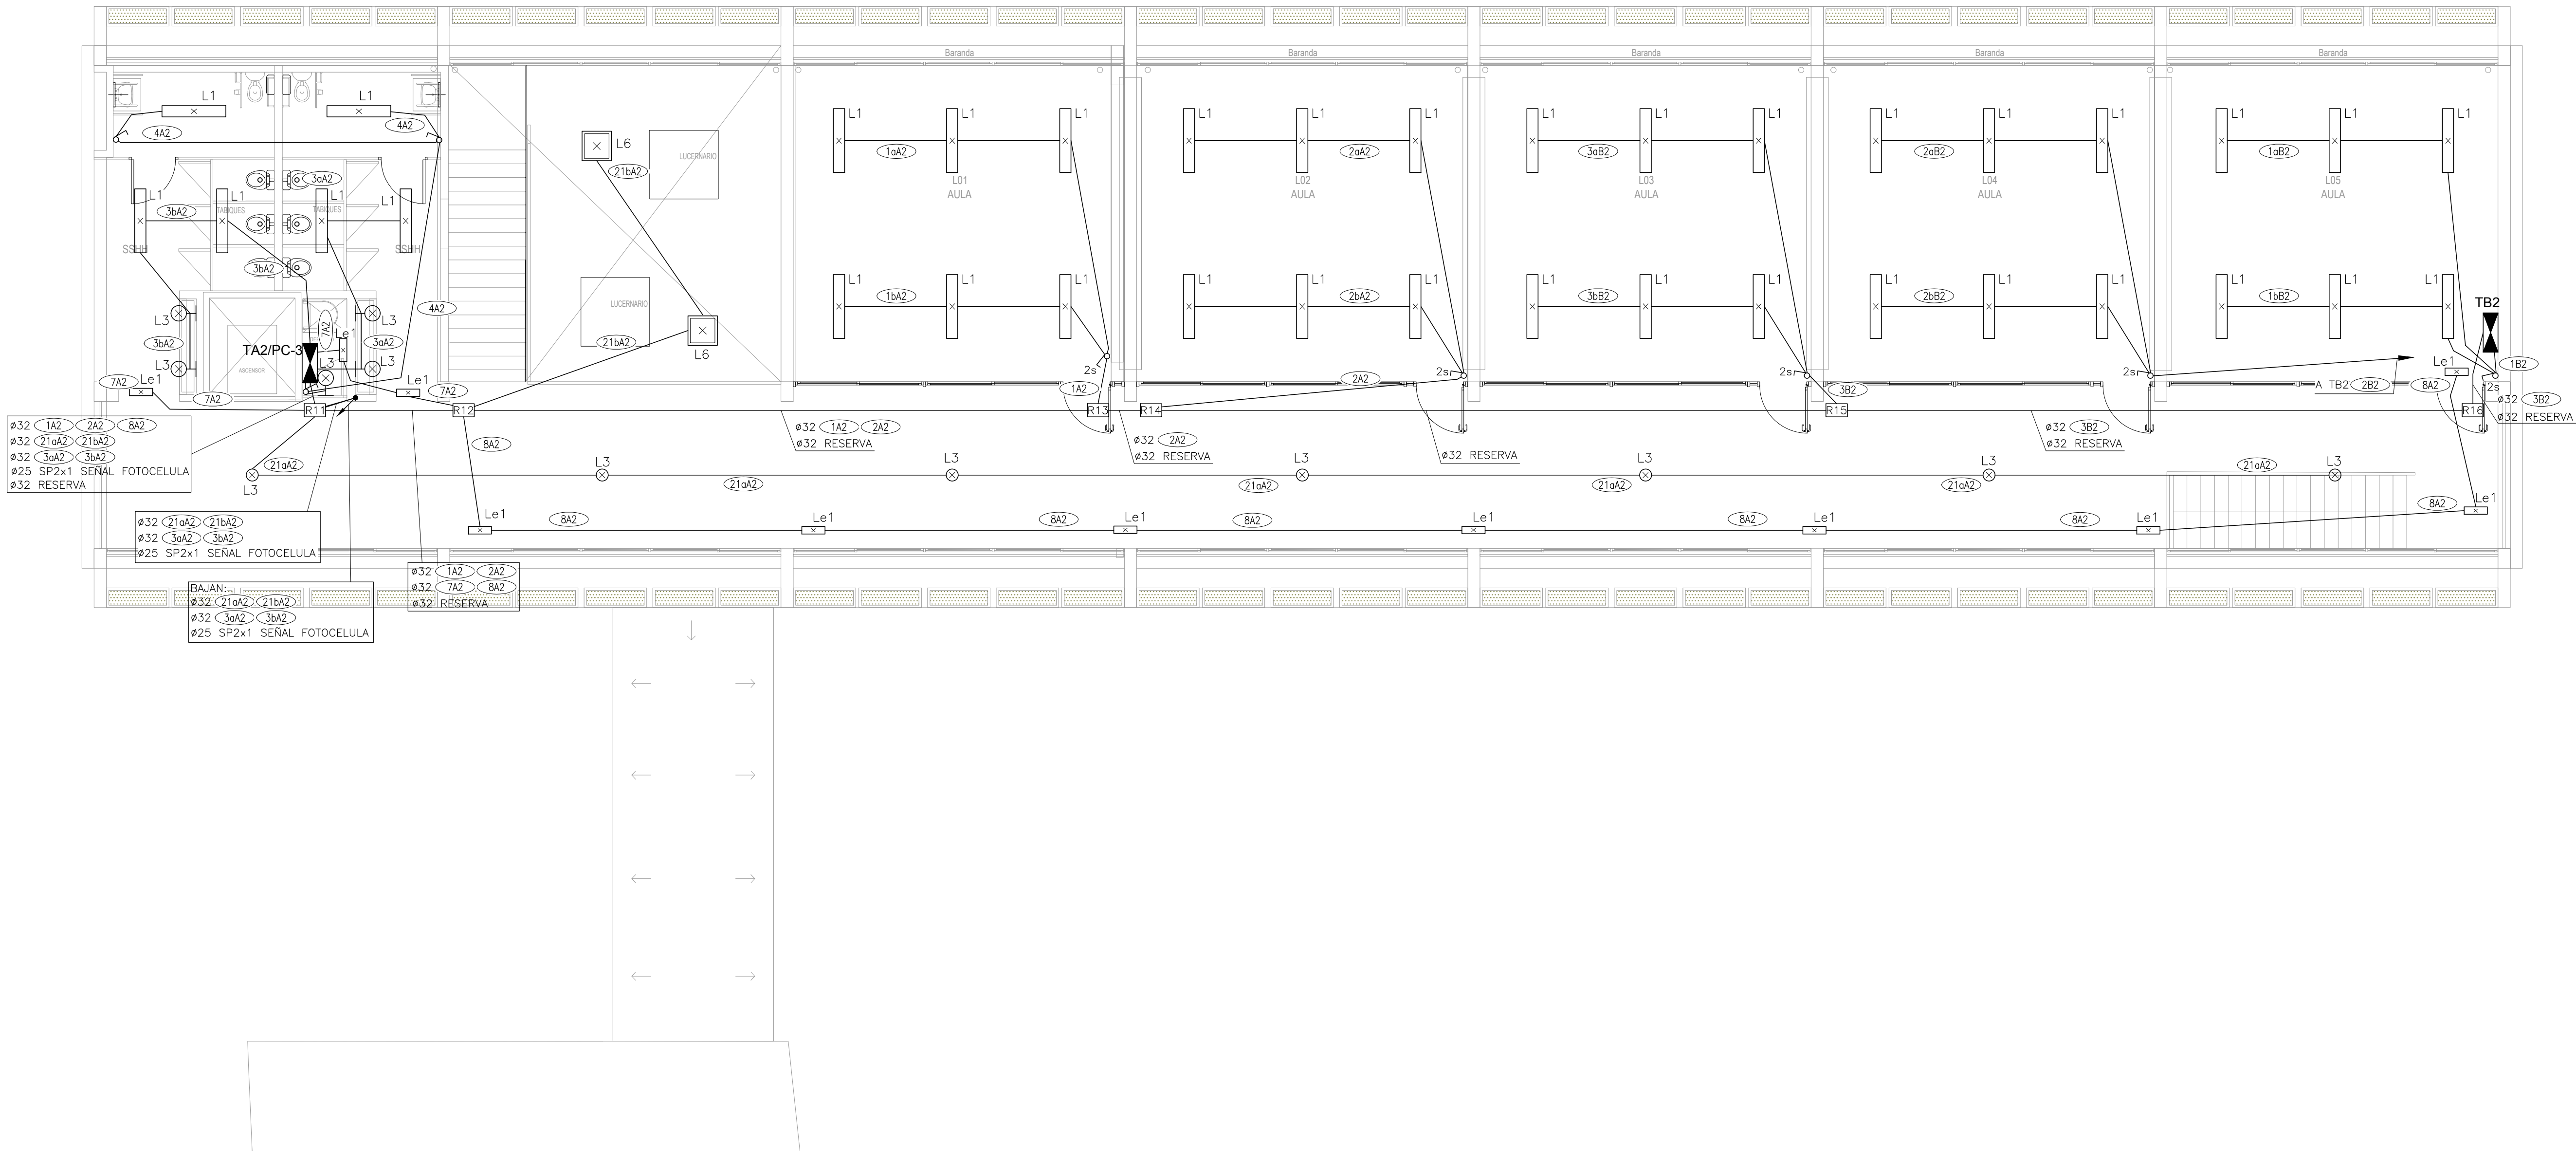 Baranda
Baranda
Baranda
Baranda
Baranda
L1
L1
4A2
4A2
L1
L1
L1
L1
3aA2
3bA2
TABIQUES
TABIQUES
SSHH
SSHH
3bA2
4A2
L3
L3
3bA2
3aA2
L3
L3
L3
7A2
Le1
TA2/PC-3
ASCENSOR
7A2
Le1
7A2
Le1
7A2
R11
R12
L6
21bA2
LUCERNARIO
LUCERNARIO
21bA2
L6
L1
L1
L1
1aA2
L01
AULA
L1
L1
L1
1bA2
2s
1A2
R13
L1
L1
L1
2aA2
L02
AULA
L1
L1
L1
2bA2
2s
2A2
R14
L1
L1
L1
3aB2
L03
AULA
L1
L1
L1
3bB2
2s
3B2
R15
L1
L1
L1
2aB2
L04
AULA
L1
L1
L1
2bB2
2s
A TB2 2B2
L1
L1
L1
1aB2
L05
AULA
L1
L1
L1
1bB2
TB2
Le1
8A2
1B2
2s
R16
ø32 3B2
ø32 RESERVA
ø32 1A2 2A2 8A2
ø32 21aA2 21bA2
ø32 3aA2 3bA2
ø25 SP2x1 SEÑAL FOTOCELULA
ø32 RESERVA
ø32 1A2 2A2
ø32 RESERVA
ø32 2A2
ø32 RESERVA
ø32 RESERVA
ø32 3B2
ø32 RESERVA
8A2
21aA2
L3
L3
21aA2
L3
L3
21aA2
L3
21aA2
L3
21aA2
21aA2
L3
Le1
8A2
Le1
8A2
Le1
8A2
Le1
8A2
Le1
8A2
Le1
8A2
Le1
ø32 21aA2 21bA2
ø32 3aA2 3bA2
ø25 SP2x1 SEÑAL FOTOCELULA
ø32 1A2 2A2
ø32 7A2 8A2
ø32 RESERVA
BAJAN:
ø32 21aA2 21bA2
ø32 3aA2 3bA2
ø25 SP2x1 SEÑAL FOTOCELULA